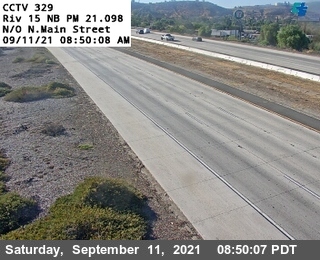 CCTV 329
Riv 15 NB PM 21.098
N/O N.Main Street
09/11/21 08:50:08 AM
Saturday, September 11, 2021 08:50:07 PDT